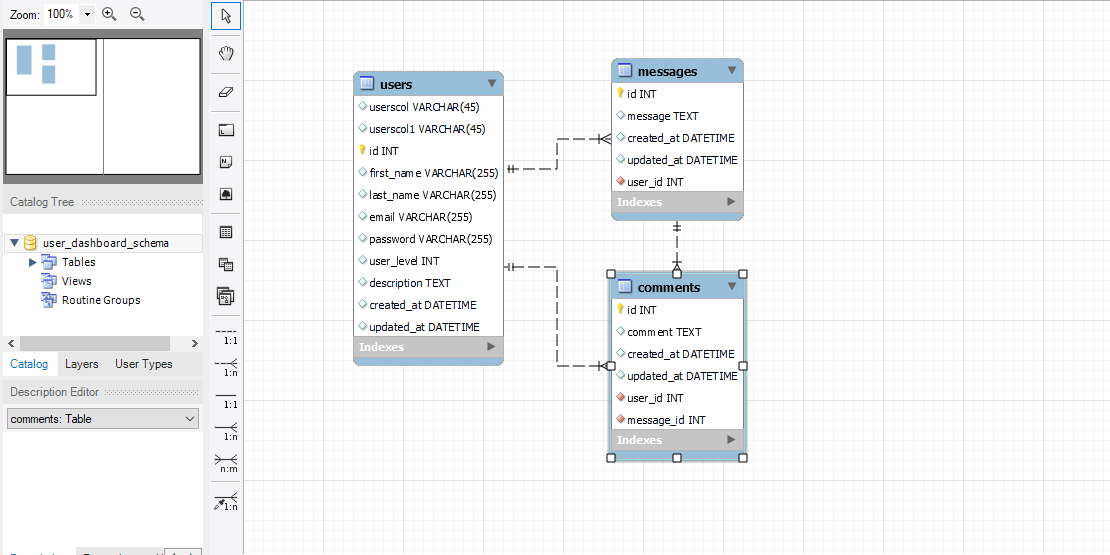 Zoom: 100%
Catalog Tree
user_dashboard_schema
Tables
Views
Routine Groups
Catalog Layers User Types
Description Editor
comments: Table
1:1
1:n
1:1
1:n
n:m
1:n
users
userscol VARCHAR(45)
userscol1 VARCHAR(45)
id INT
first_name VARCHAR(255)
last_name VARCHAR(255)
email VARCHAR(255)
password VARCHAR(255)
user_level INT
description TEXT
created_at DATETIME
updated_at DATETIME
Indexes
messages
id INT
message TEXT
created_at DATETIME
updated_at DATETIME
user_id INT
Indexes
comments
id INT
comment TEXT
created_at DATETIME
updated_at DATETIME
user_id INT
message_id INT
Indexes